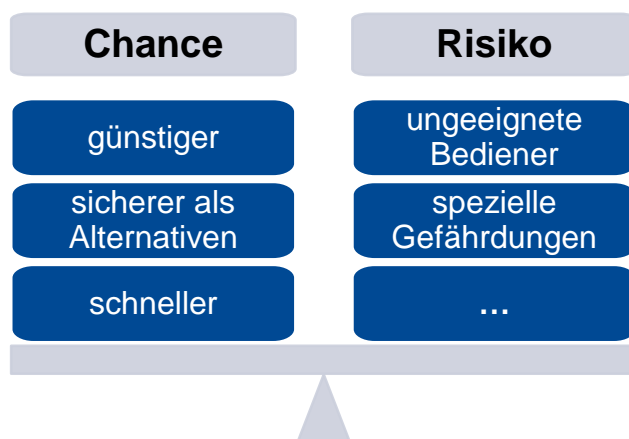 Chance
Risiko
günstiger
ungeeignete
Bediener
sicherer als
Alternativen
spezielle
Gefährdungen
schneller
...